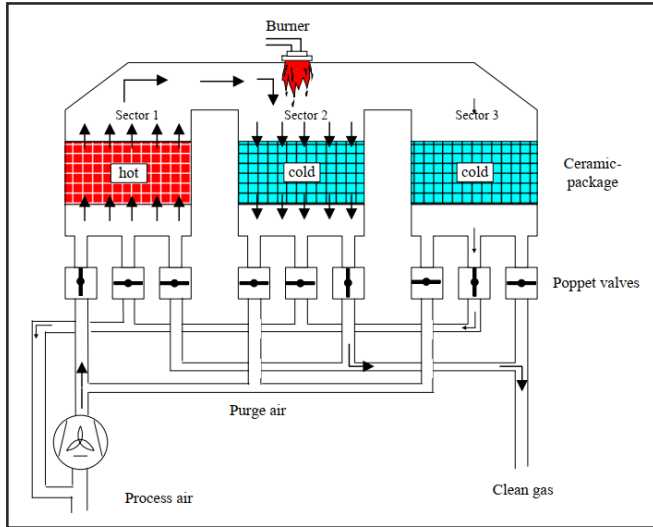 Burner
Sector 1
Sector 2
Sector 3
hot
cold
cold
Ceramic-
package
Poppet valves
Purge air
Process air
Clean gas